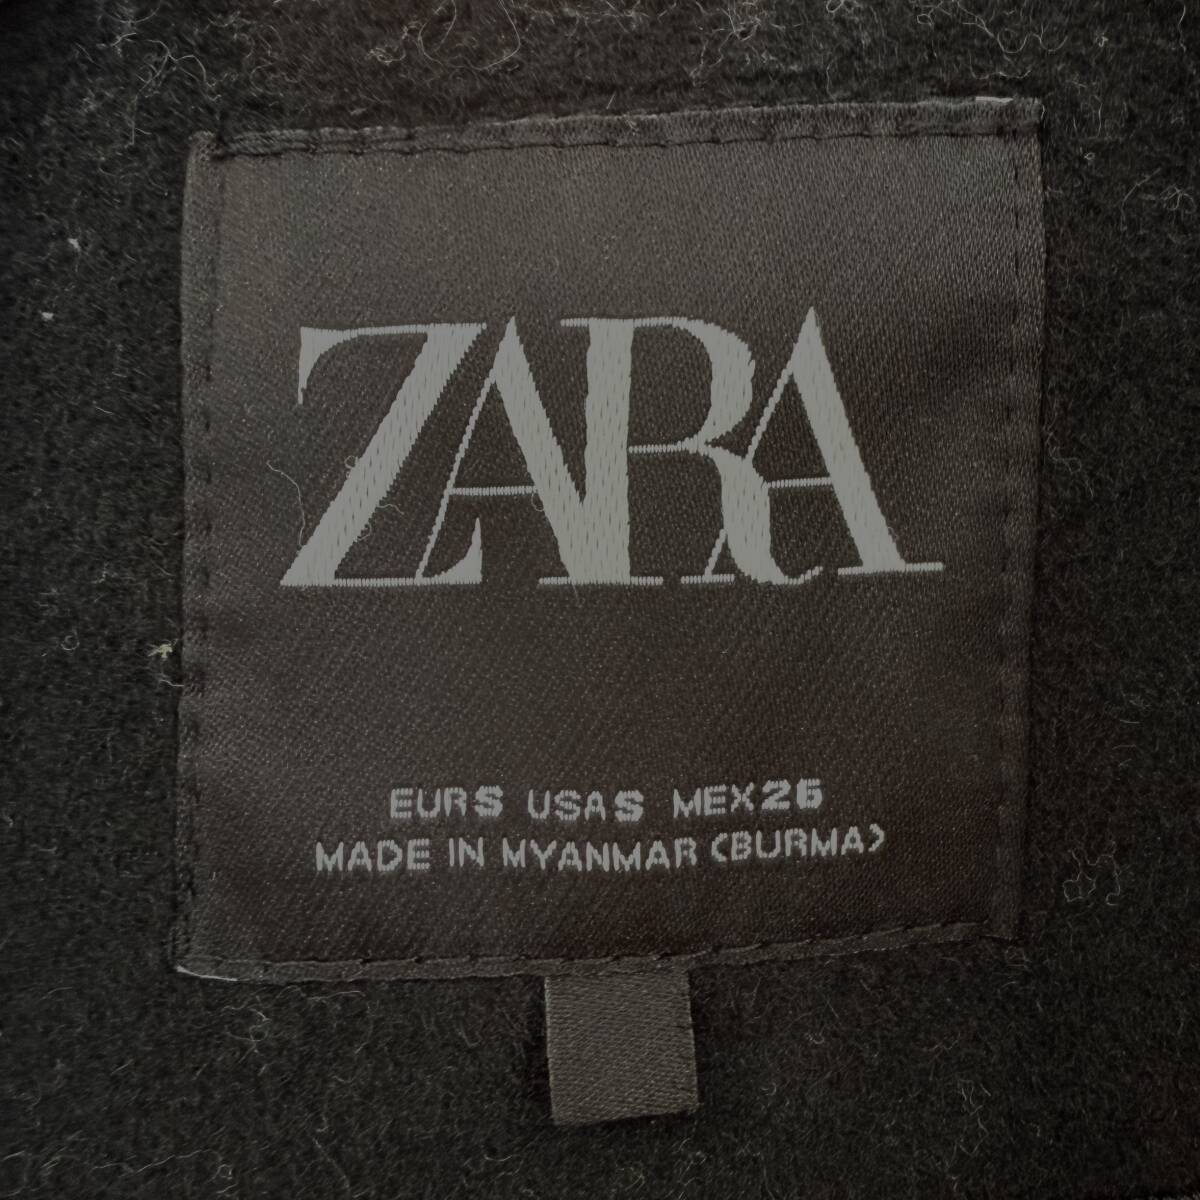 ZARA
EUR S USA S MEX 26
MADE IN MYANMAR (BURMA)